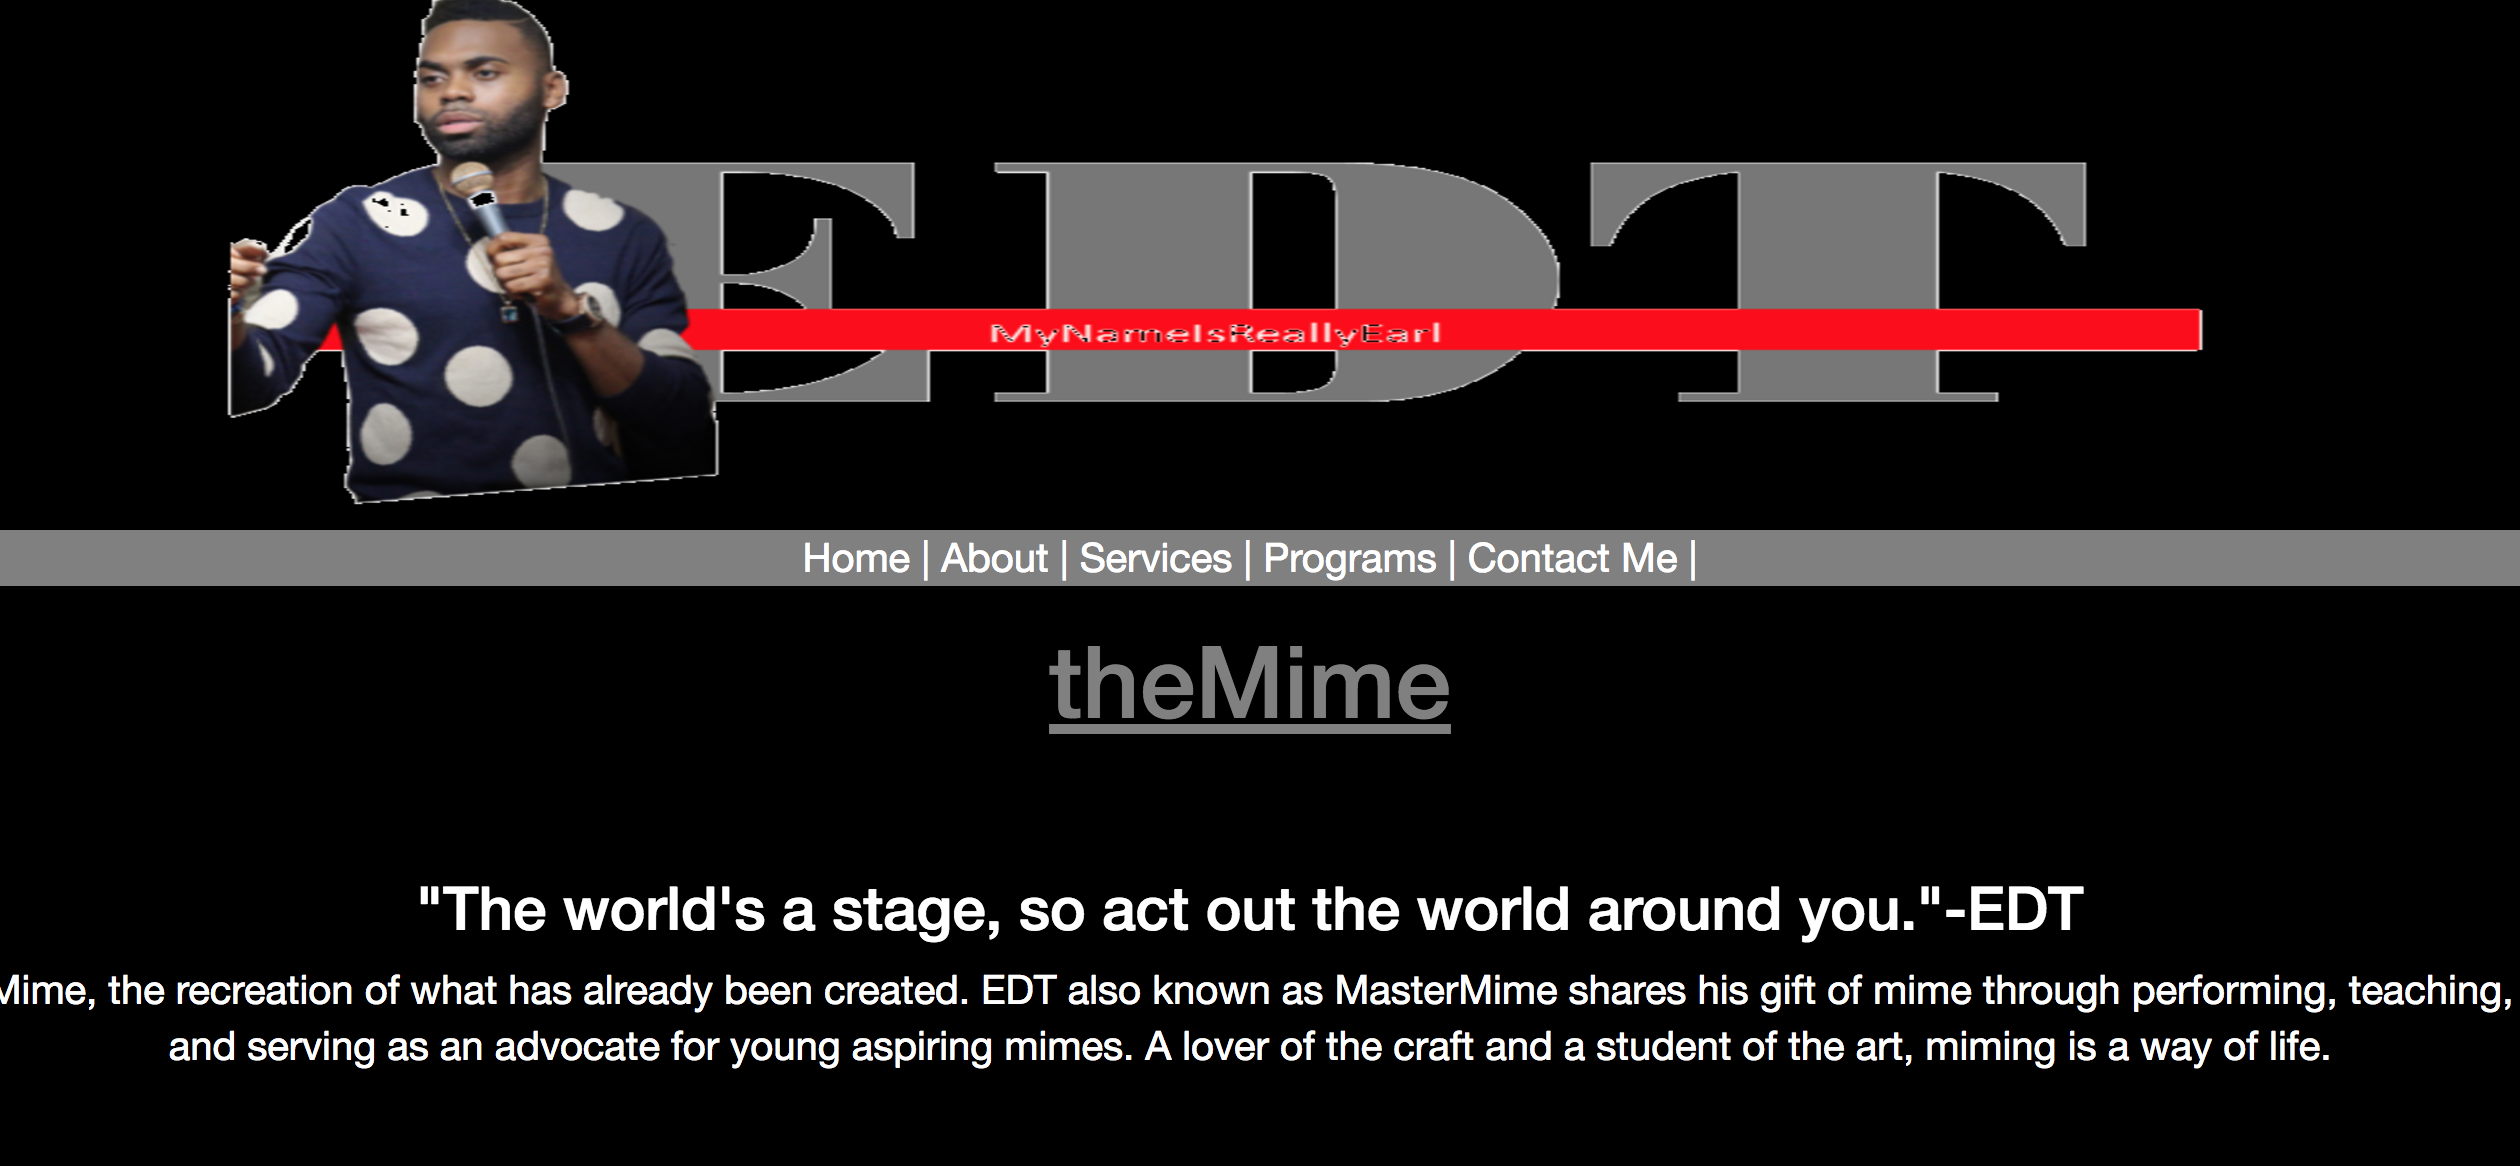 EDT
MyNameIsReallyEarl
Home | About | Services | Programs | Contact Me |
theMime
"The world's a stage, so act out the world around you."-EDT
Mime, the recreation of what has already been created. EDT also known as MasterMime shares his gift of mime through performing, teaching,
and serving as an advocate for young aspiring mimes. A lover of the craft and a student of the art, miming is a way of life.